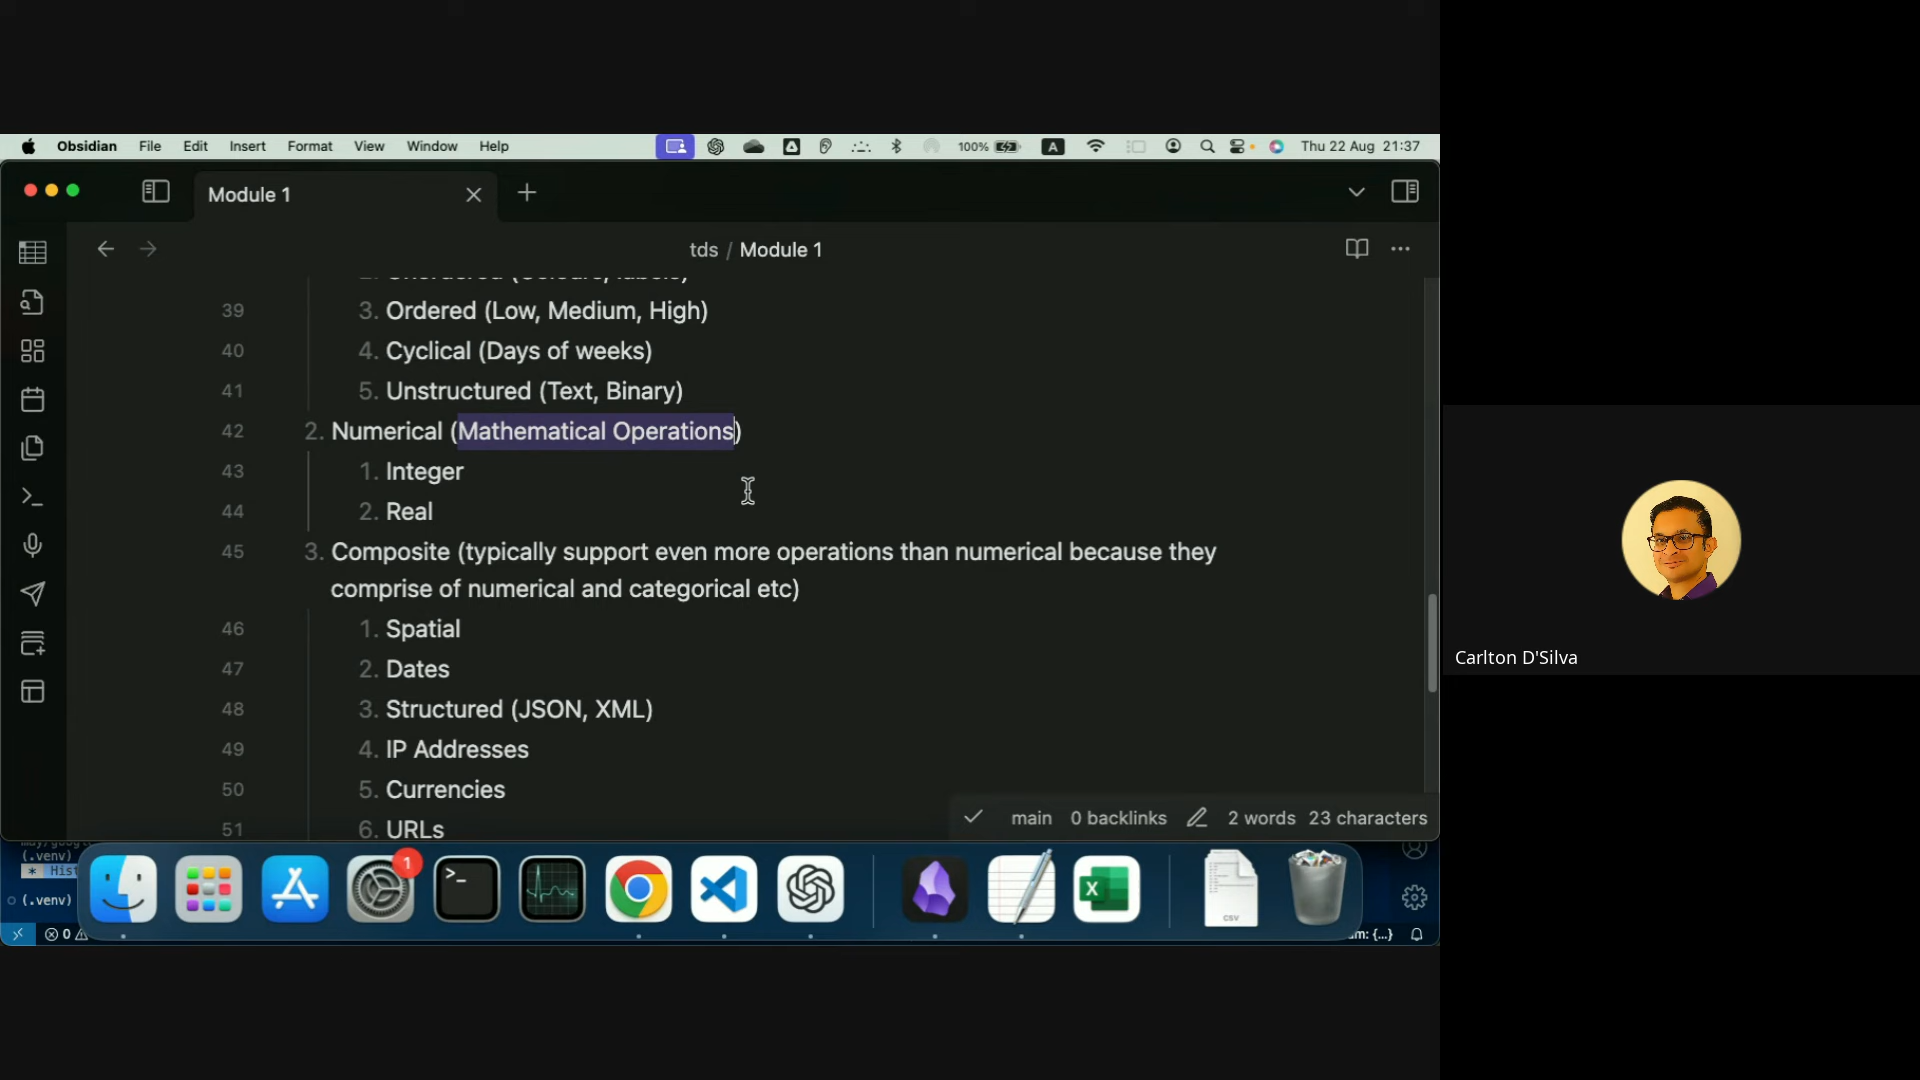 Obsidian File Edit Insert Format View Window Help 100% A Thu 22 Aug 21:37
Module 1
tds / Module 1
39 3. Ordered (Low, Medium, High)
40 4. Cyclical (Days of weeks)
41 5. Unstructured (Text, Binary)
42 2. Numerical (Mathematical Operations)
43 1. Integer
44 2. Real
45 3. Composite (typically support even more operations than numerical because they
comprise of numerical and categorical etc)
46 1. Spatial
47 2. Dates
48 3. Structured (JSON, XML)
49 4. IP Addresses
50 5. Currencies
51 6. URLs
main 0 backlinks 2 words 23 characters
(.venv)
* Hist
(.venv)
1
CSV
0
{...}
Carlton D'Silva